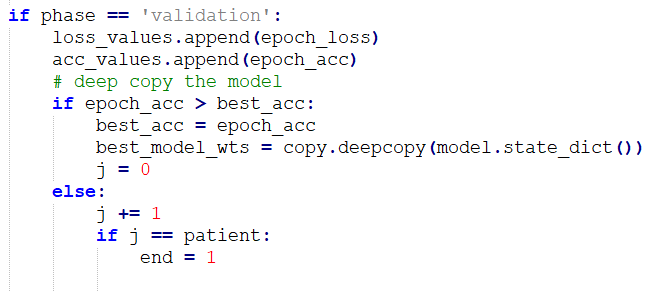 if phase == 'validation':
    loss_values.append(epoch_loss)
    acc_values.append(epoch_acc)
    # deep copy the model
    if epoch_acc > best_acc:
        best_acc = epoch_acc
        best_model_wts = copy.deepcopy(model.state_dict())
        j = 0
    else:
        j += 1
        if j == patient:
            end = 1